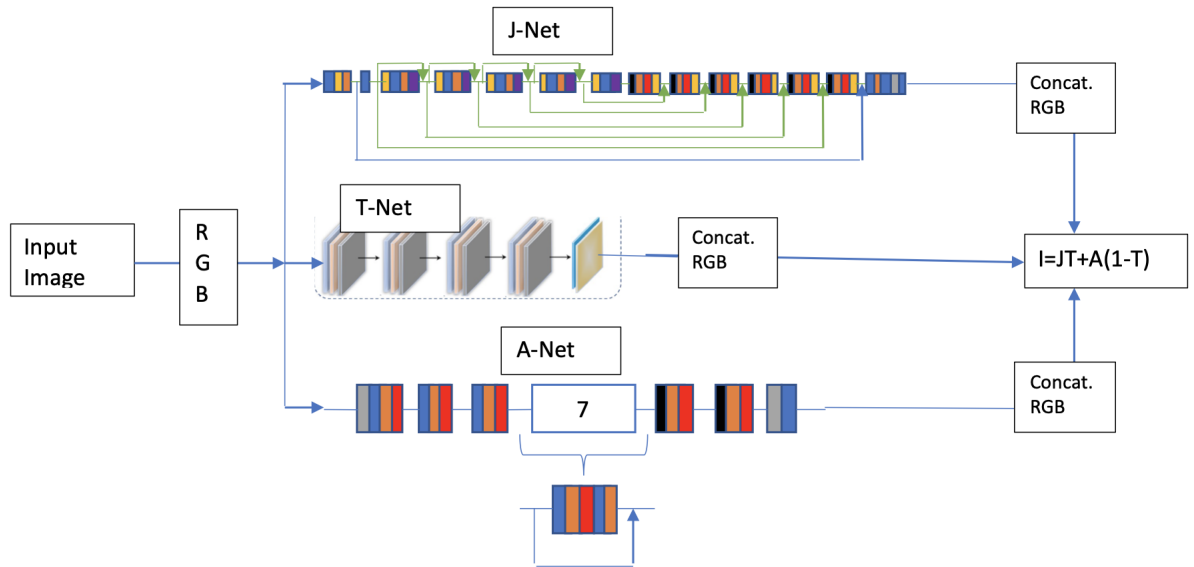 J-Net
Concat.
RGB
T-Net
Input
Image
R
G
B
Concat.
RGB
I=JT+A(1-T)
A-Net
7
Concat.
RGB